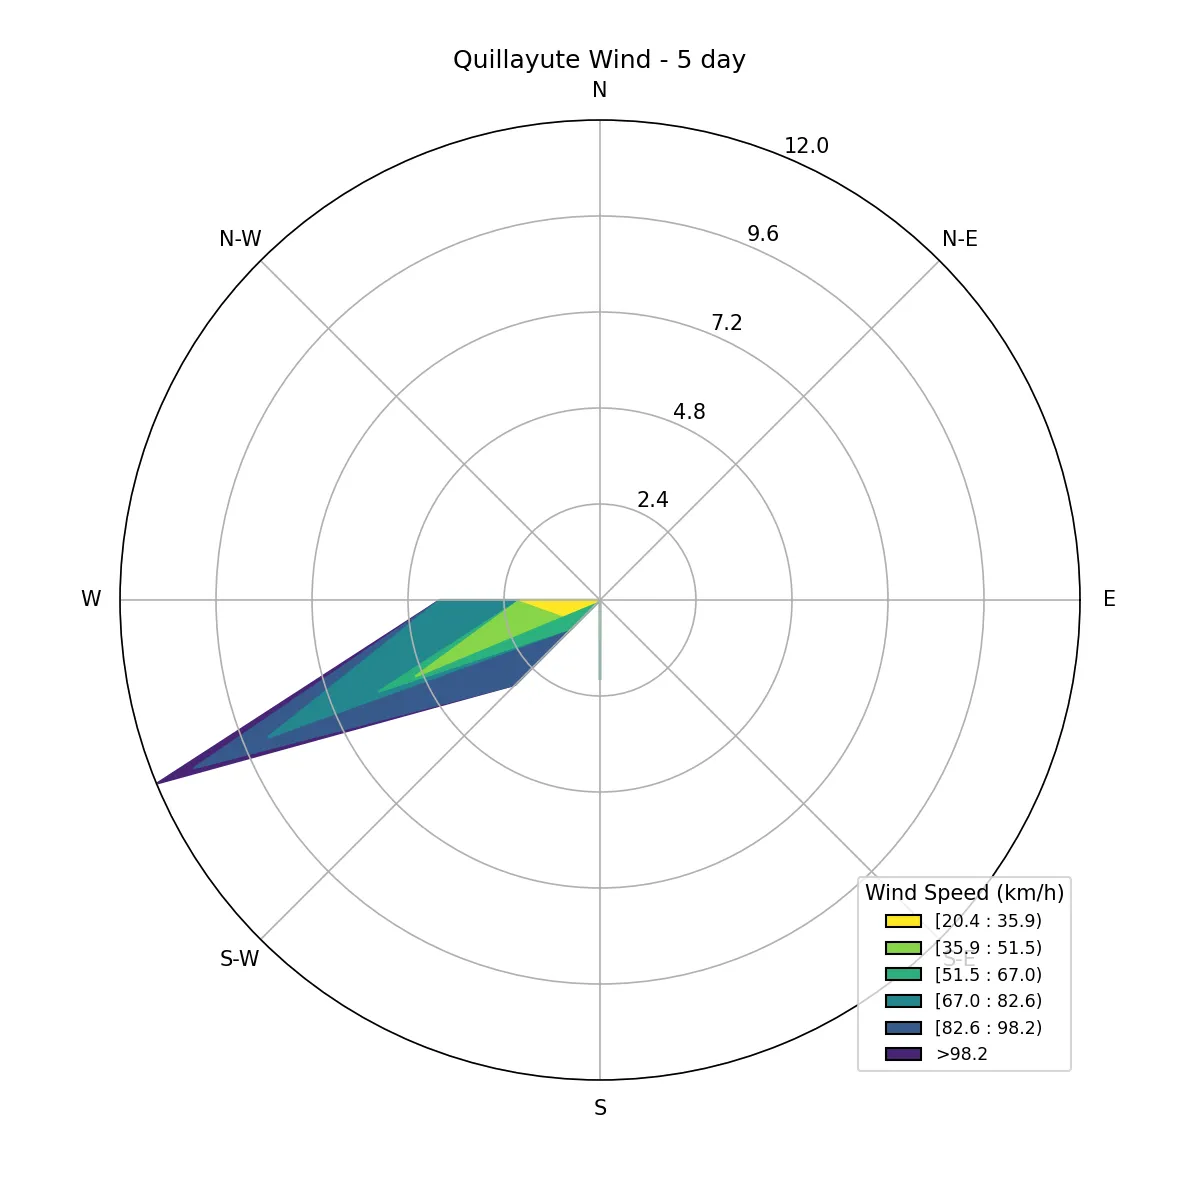 Quillayute Wind - 5 day
N
12.0
N-W
9.6
N-E
7.2
4.8
2.4
W
E
Wind Speed (km/h)
[20.4 : 35.9)
[35.9 : 51.5)
S-W
S-E
[51.5 : 67.0)
[67.0 : 82.6)
[82.6 : 98.2)
>98.2
S